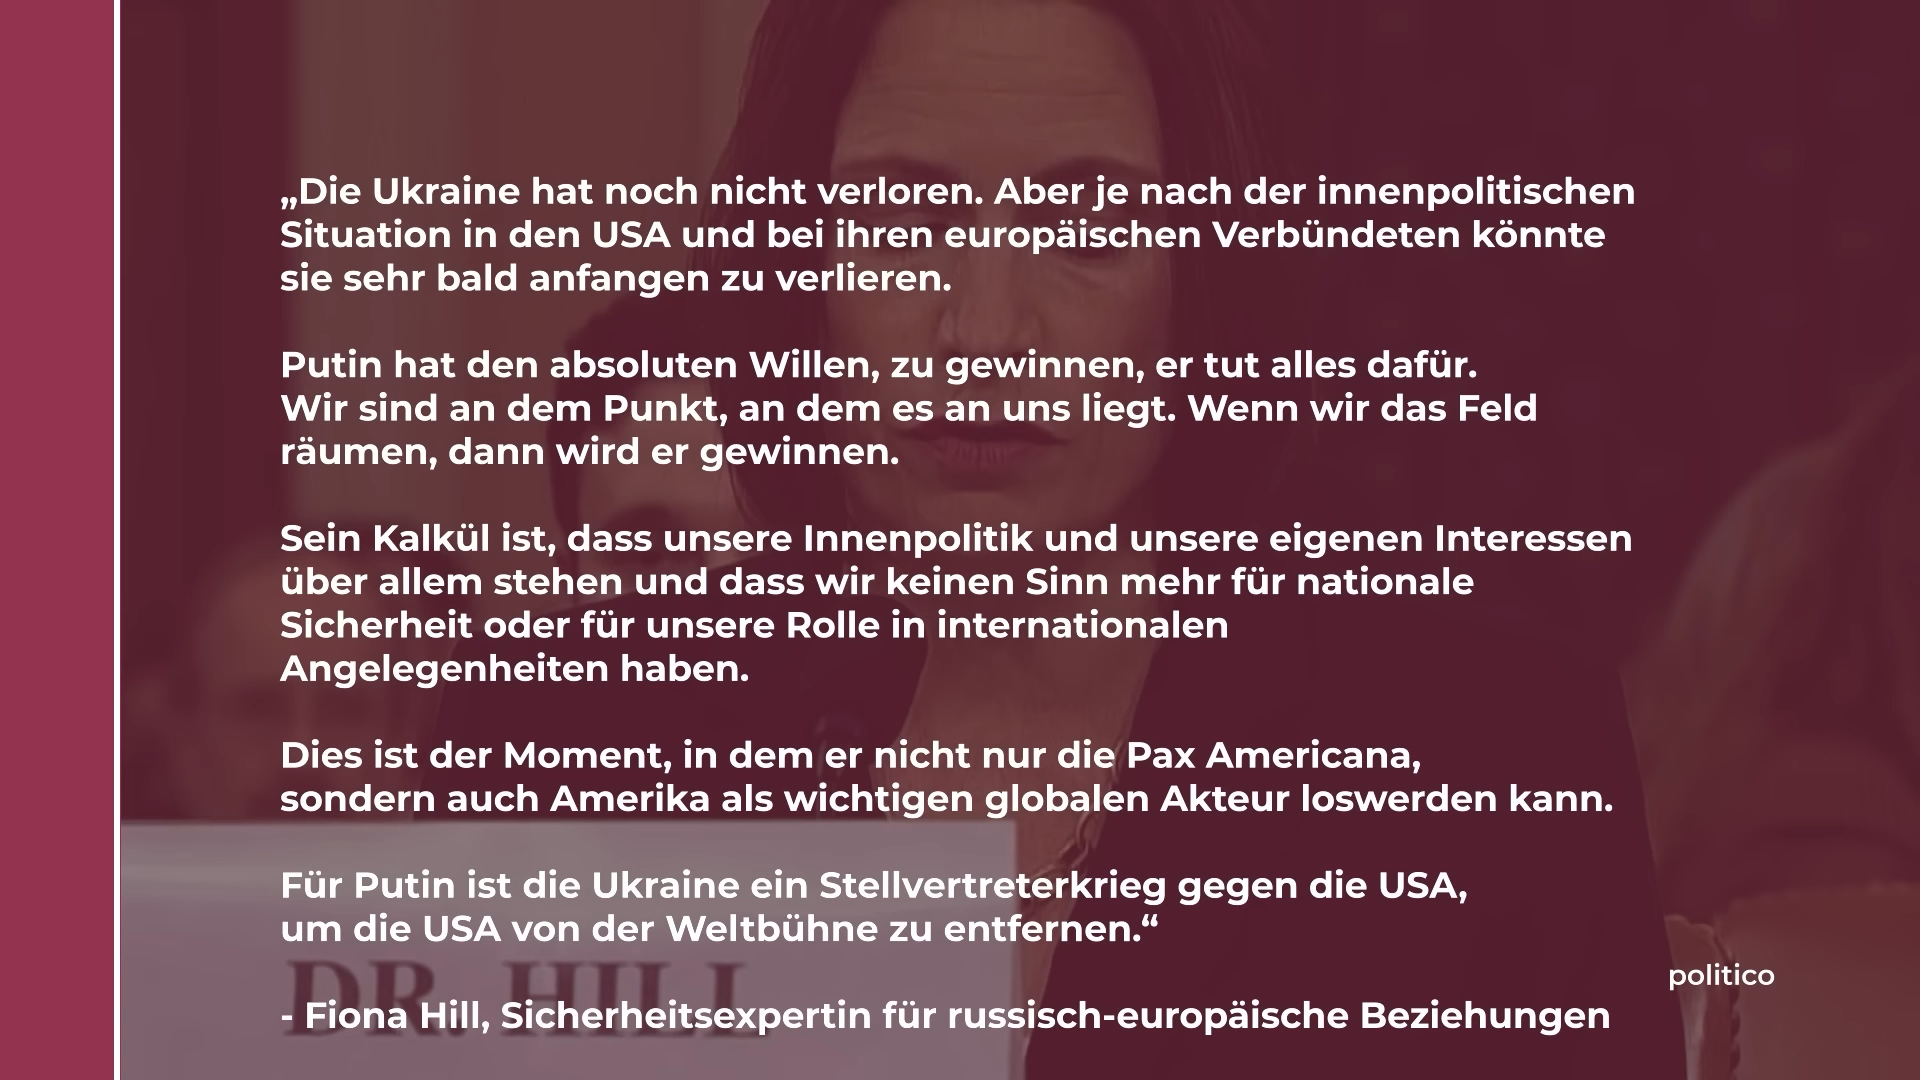 „Die Ukraine hat noch nicht verloren. Aber je nach der innenpolitischen
Situation in den USA und bei ihren europäischen Verbündeten könnte
sie sehr bald anfangen zu verlieren.
Putin hat den absoluten Willen, zu gewinnen, er tut alles dafür.
Wir sind an dem Punkt, an dem es an uns liegt. Wenn wir das Feld
räumen, dann wird er gewinnen.
Sein Kalkül ist, dass unsere Innenpolitik und unsere eigenen Interessen
über allem stehen und dass wir keinen Sinn mehr für nationale
Sicherheit oder für unsere Rolle in internationalen
Angelegenheiten haben.
Dies ist der Moment, in dem er nicht nur die Pax Americana,
sondern auch Amerika als wichtigen globalen Akteur loswerden kann.
Für Putin ist die Ukraine ein Stellvertreterkrieg gegen die USA,
um die USA von der Weltbühne zu entfernen.“
politico
DR. HILL
- Fiona Hill, Sicherheitsexpertin für russisch-europäische Beziehungen